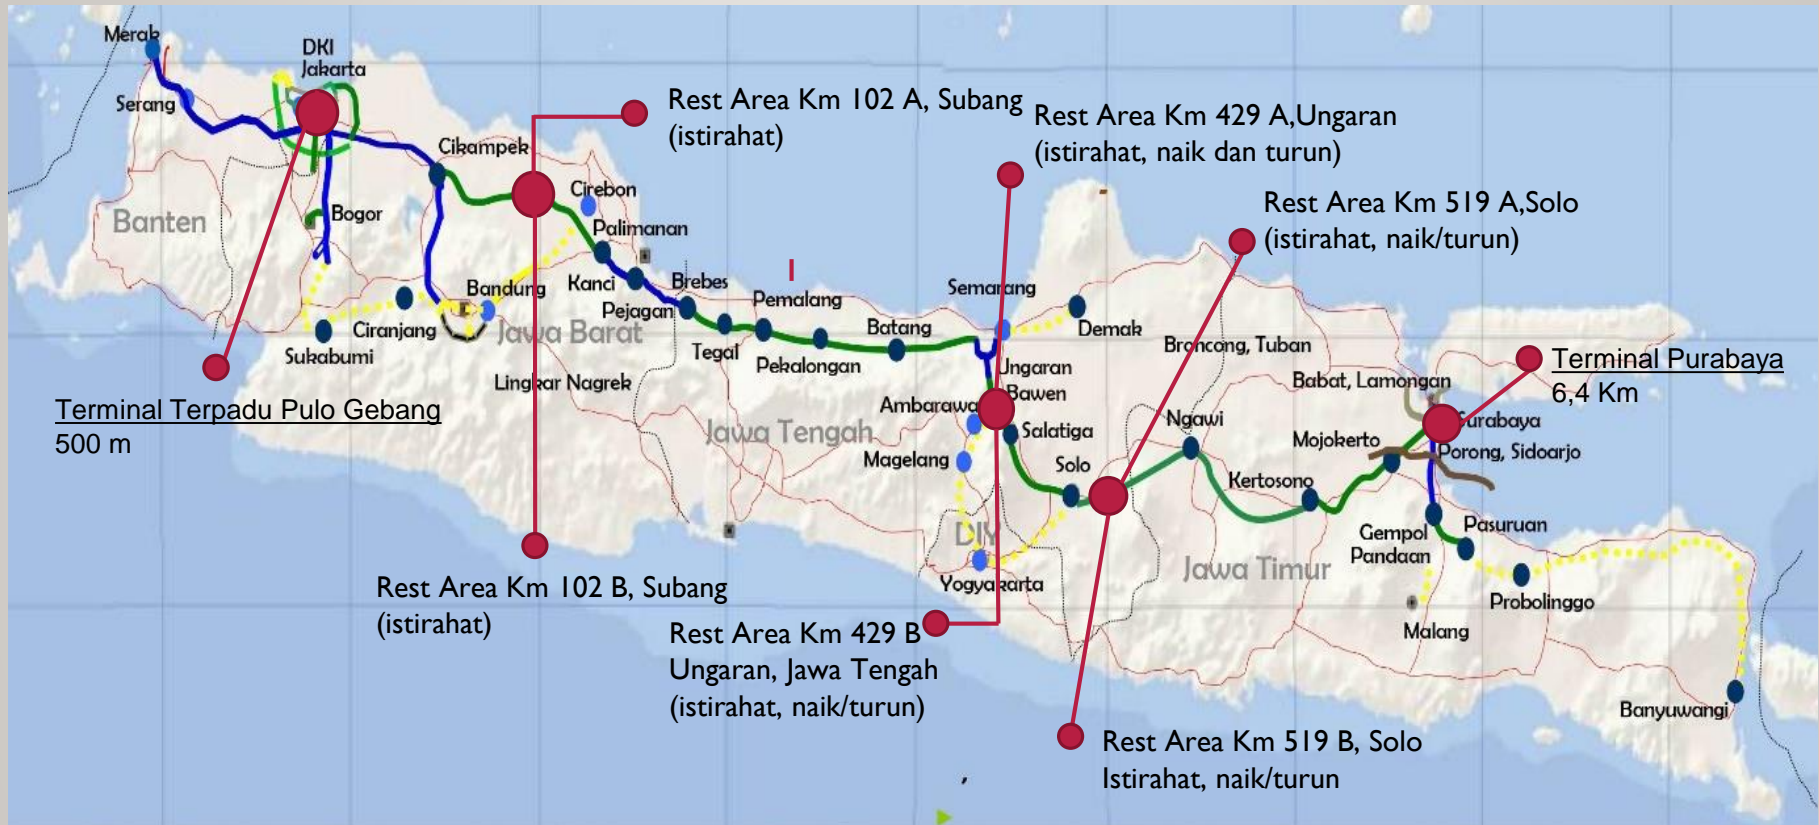 Merak
DKI
Jakarta
Serang
Rest Area Km 102 A, Subang
(istirahat)
Rest Area Km 429 A,Ungaran
(istirahat, naik dan turun)
Cikampek
Rest Area Km 519 A,Solo
(istirahat, naik/turun)
Cirebon
Banten
Bogor
Palimanan
Kanci
Brebes
Bandung
Pejagan
Pemalang
Semarang
Demak
Ciranjang
Sukabumi
Jawa Barat
Batang
Tegal
Pekalongan
Broncong, Tuban
Terminal Purabaya
6,4 Km
Lingkar Nagrek
Ungaran
Bawen
Babat, Lamongan
Terminal Terpadu Pulo Gebang
500 m
Ambarawa
Jawa Tengah
Salatiga
Ngawi
Surabaya
Mojokerto
Porong, Sidoarjo
Magelang
Solo
Kertosono
DIY
Gempol
Pandaan
Pasuruan
Yogyakarta
Jawa Timur
Probolinggo
Malang
Rest Area Km 102 B, Subang
(istirahat)
Rest Area Km 429 B
Ungaran, Jawa Tengah
(istirahat, naik/turun)
Banyuwangi
Rest Area Km 519 B, Solo
Istirahat, naik/turun